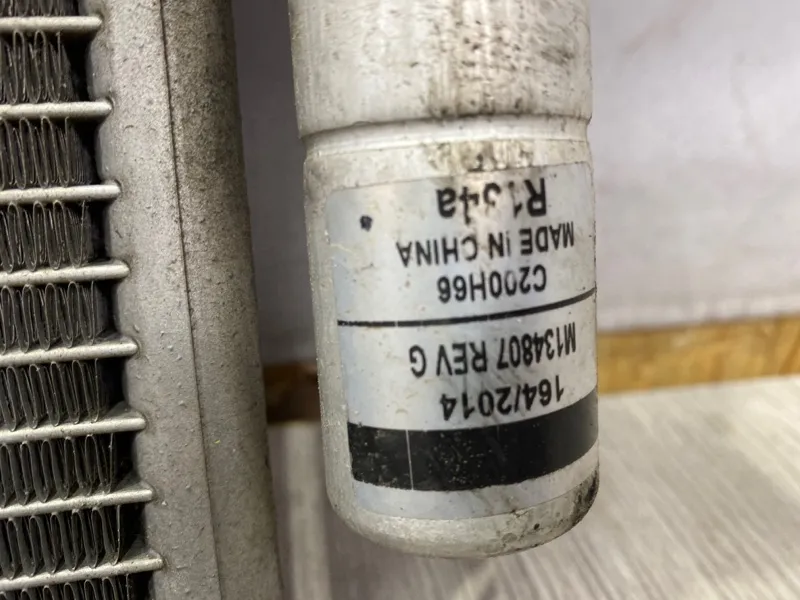 164/2014
M134807 REV G
C200H66
MADE IN CHINA
R134a